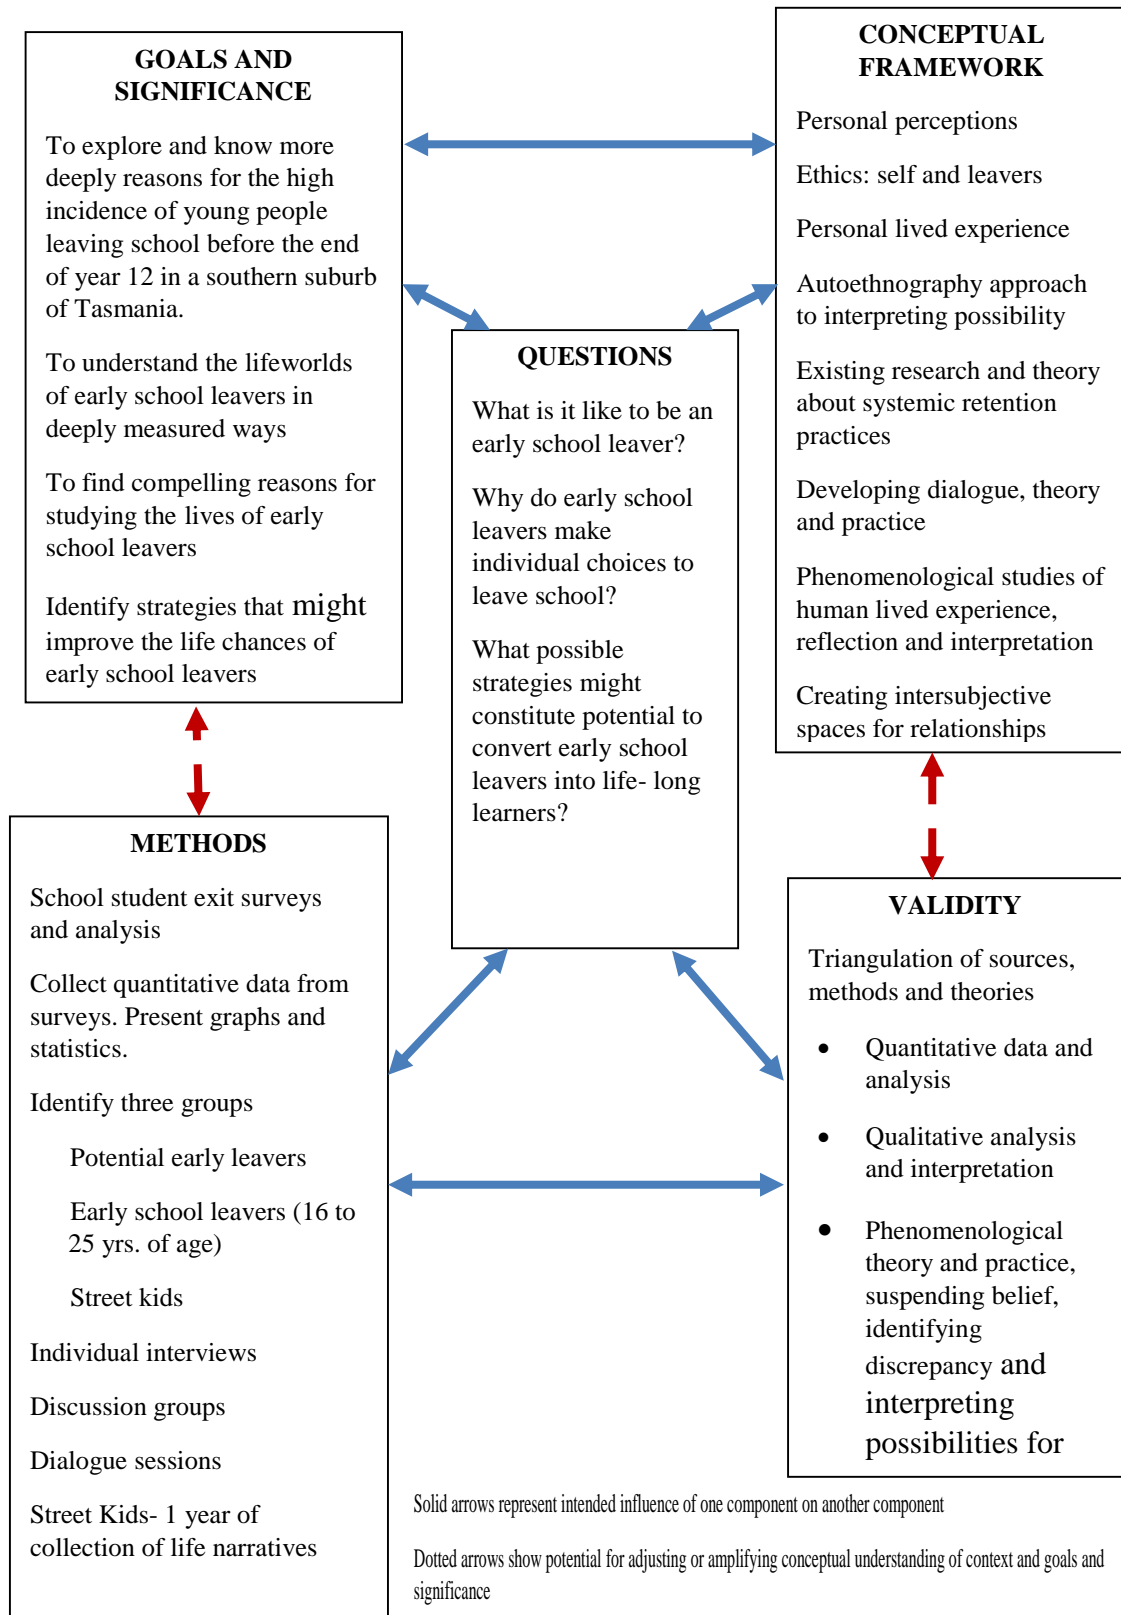 GOALS AND
SIGNIFICANCE
To explore and know more
deeply reasons for the high
incidence of young people
leaving school before the end
of year 12 in a southern suburb
of Tasmania.
To understand the lifeworlds
of early school leavers in
deeply measured ways
To find compelling reasons for
studying the lives of early
school leavers
Identify strategies that might
improve the life chances of
early school leavers
CONCEPTUAL
FRAMEWORK
Personal perceptions
Ethics: self and leavers
Personal lived experience
Autoethnography approach
to interpreting possibility
Existing research and theory
about systemic retention
practices
Developing dialogue, theory
and practice
Phenomenological studies of
human lived experience,
reflection and interpretation
Creating intersubjective
spaces for relationships
QUESTIONS
What is it like to be an
early school leaver?
Why do early school
leavers make
individual choices to
leave school?
What possible
strategies might
constitute potential to
convert early school
leavers into life- long
learners?
METHODS
School student exit surveys
and analysis
Collect quantitative data from
surveys. Present graphs and
statistics.
Identify three groups
Potential early leavers
Early school leavers (16 to
25 yrs. of age)
Street kids
Individual interviews
Discussion groups
Dialogue sessions
Street Kids- 1 year of
collection of life narratives
VALIDITY
Triangulation of sources,
methods and theories
• Quantitative data and
analysis
• Qualitative analysis
and interpretation
• Phenomenological
theory and practice,
suspending belief,
identifying
discrepancy and
interpreting
possibilities for
Solid arrows represent intended influence of one component on another component
Dotted arrows show potential for adjusting or amplifying conceptual understanding of context and goals and
significance